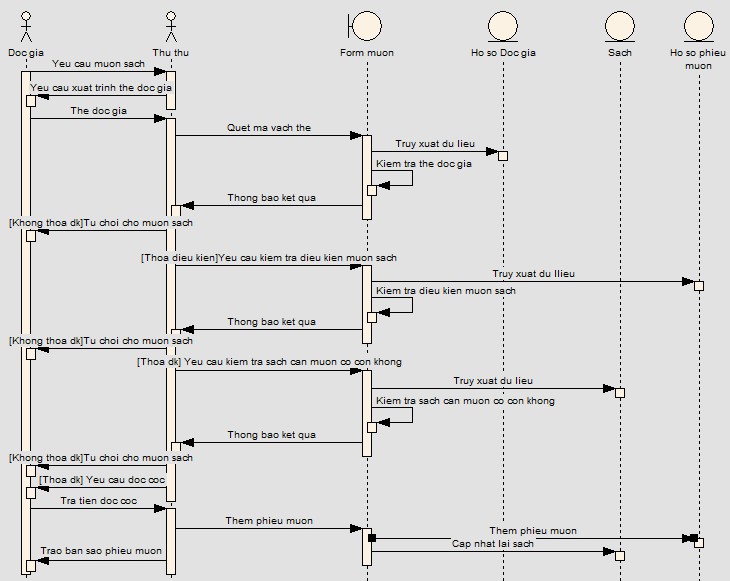 Doc gia
Thu thu
Form muon
Ho so Doc gia
Sach
Ho so phieu
muon
Yeu cau muon sach
Yeu cau xuat trinh the doc gia
The doc gia
Quet ma vach the
Truy xuat du lieu
Kiem tra the doc gia
Thong bao ket qua
[Khong thoa dk]Tu choi cho muon sach
[Thoa dieu kien]Yeu cau kiem tra dieu kien muon sach
Truy xuat du lIieu
Kiem tra dieu kien muon sach
Thong bao ket qua
[Khong thoa dk]Tu choi cho muon sach
[Thoa dk] Yeu cau kiem tra sach can muon co con khong
Truy xuat du lieu
Kiem tra sach can muon co con khong
Thong bao ket qua
[Khong thoa dk]Tu choi cho muon sach
[Thoa dk] Yeu cau doc coc
Tra tien doc coc
Them phieu muon
Them phieu muon
Cap nhat lai sach
Trao ban sao phieu muon